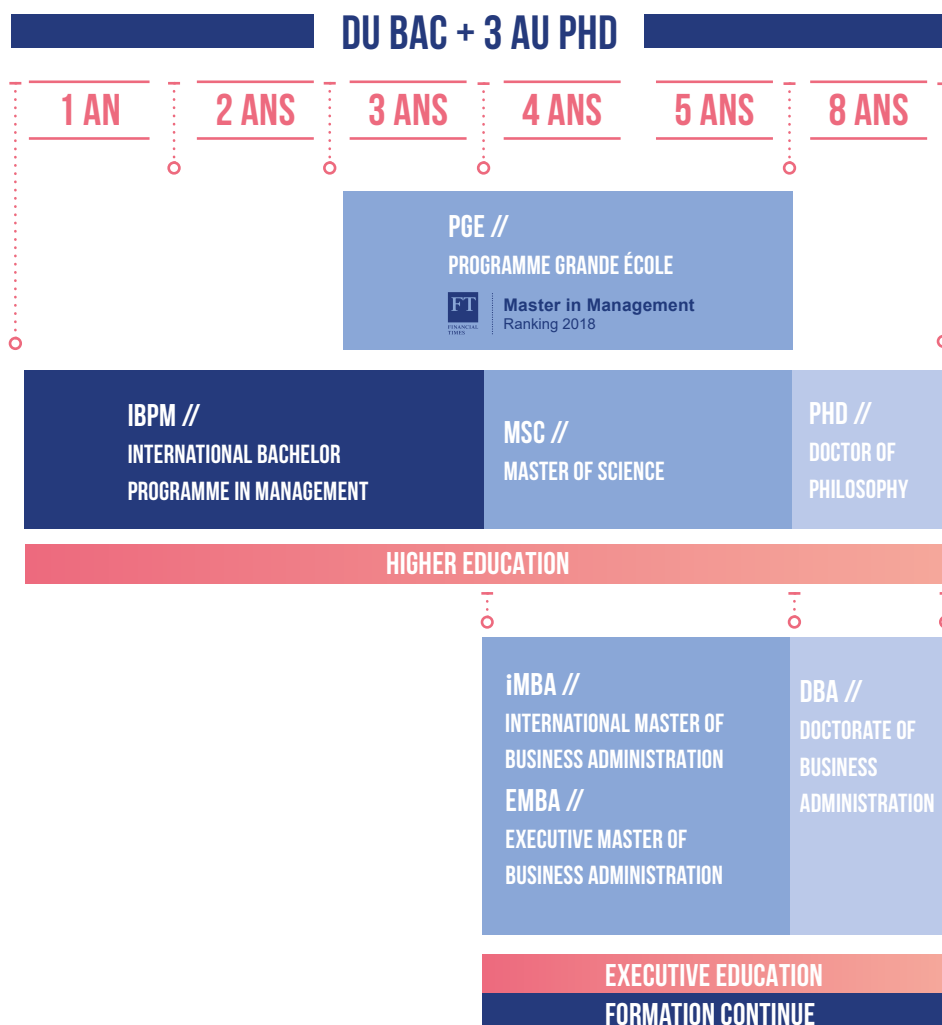 DU BAC + 3 AU PHD
1 AN 2 ANS 3 ANS 4 ANS 5 ANS 8 ANS
PGE //
PROGRAMME GRANDE ÉCOLE
FT
FINANCIAL
TIMES
Master in Management
Ranking 2018
IBPM //
INTERNATIONAL BACHELOR
PROGRAMME IN MANAGEMENT
MSC //
MASTER OF SCIENCE
PHD //
DOCTOR OF
PHILOSOPHY
HIGHER EDUCATION
iMBA //
INTERNATIONAL MASTER OF
BUSINESS ADMINISTRATION
EMBA //
EXECUTIVE MASTER OF
BUSINESS ADMINISTRATION
DBA //
DOCTORATE OF
BUSINESS
ADMINISTRATION
EXECUTIVE EDUCATION
FORMATION CONTINUE